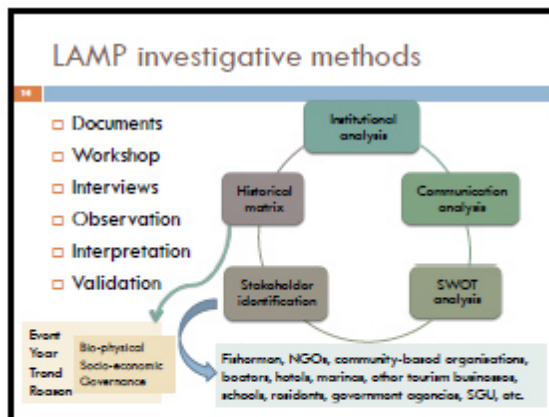 LAMP investigative methods
Documents
Workshop
Interviews
Observation
Interpretation
Validation
Institutional
analysis
Historical
matrix
Communication
analysis
Stakeholder
identification
SWOT
analysis
Event
Year
Trend
Reason
Bio-physical
Socio-economic
Governance
Fishermen, NGOs, community-based organisations,
boaters, hotels, marinas, other tourism businesses,
schools, residents, government agencies, SGU, etc.